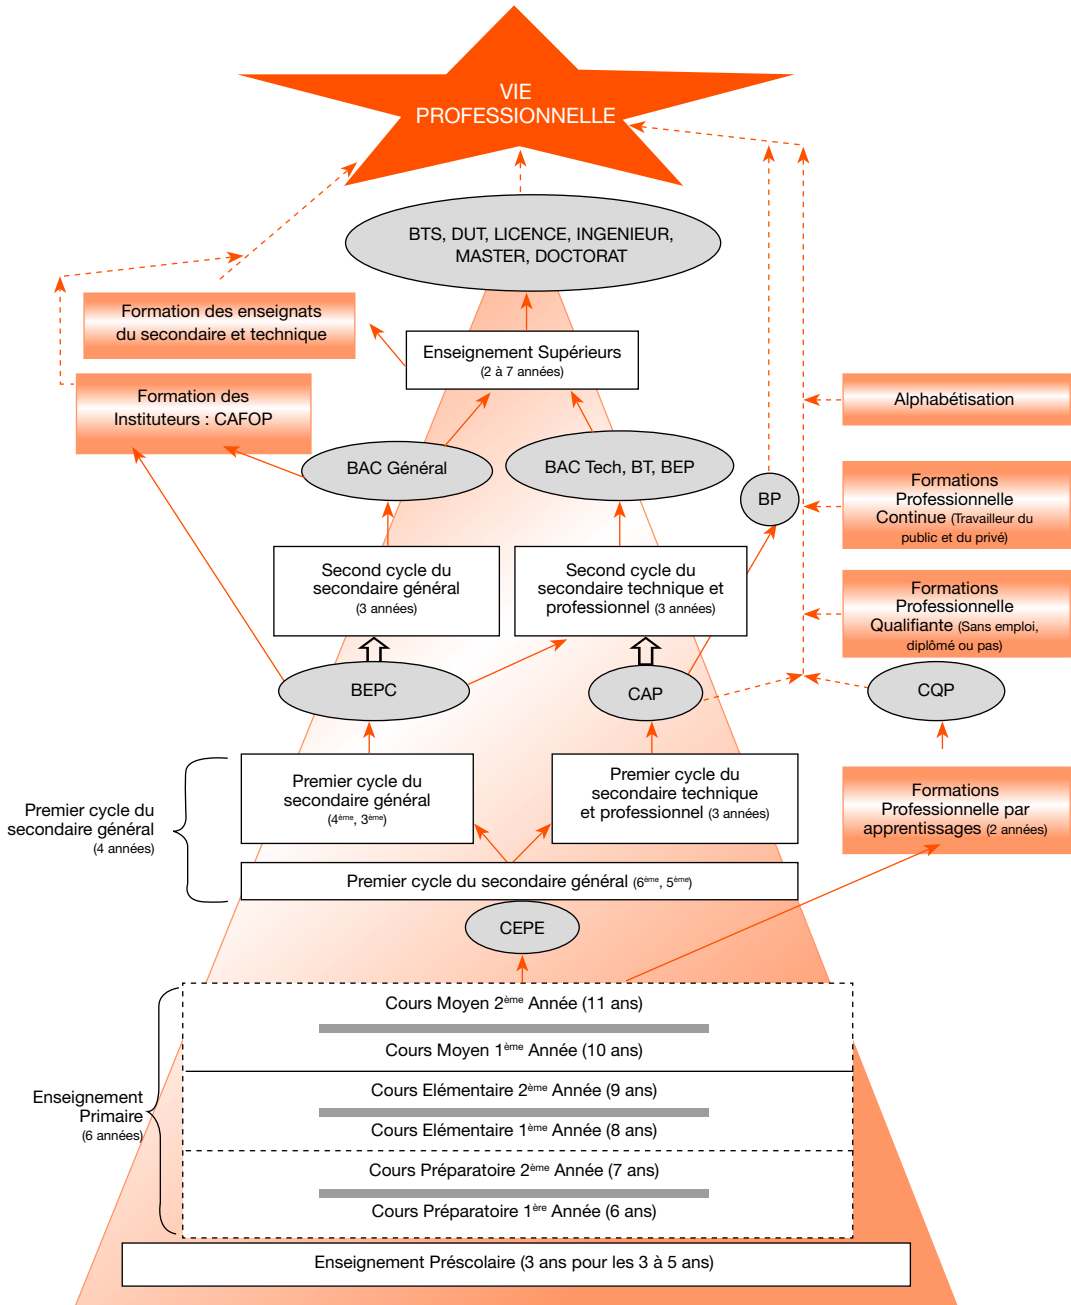 VIE
PROFESSIONNELLE
BTS, DUT, LICENCE, INGENIEUR,
MASTER, DOCTORAT
Formation des enseignats
du secondaire et technique
Enseignement Supérieurs
(2 à 7 années)
Formation des
Instituteurs : CAFOP
Alphabétisation
BAC Général
BAC Tech, BT, BEP
BP
Formations
Professionnelle
Continue (Travailleur du
public et du privé)
Second cycle du
secondaire général
(3 années)
Second cycle du
secondaire technique et
professionnel (3 années)
Formations
Professionnelle
Qualifiante (Sans emploi,
diplômé ou pas)
BEPC
CAP
CQP
Premier cycle du
secondaire général
(4 années)
Premier cycle du
secondaire général
(4ème, 3ème)
Premier cycle du
secondaire technique
et professionnel (3 années)
Formations
Professionnelle par
apprentissages (2 années)
Premier cycle du secondaire général (6ème, 5ème)
CEPE
Enseignement
Primaire
(6 années)
Cours Moyen 2ème Année (11 ans)
Cours Moyen 1ème Année (10 ans)
Cours Elémentaire 2ème Année (9 ans)
Cours Elémentaire 1ème Année (8 ans)
Cours Préparatoire 2ème Année (7 ans)
Cours Préparatoire 1ère Année (6 ans)
Enseignement Préscolaire (3 ans pour les 3 à 5 ans)